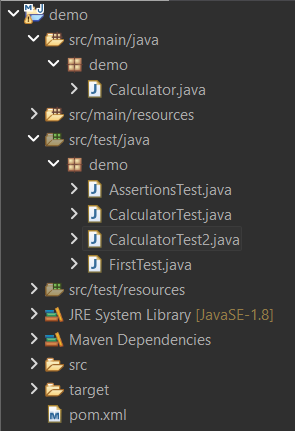 demo
src/main/java
demo
Calculator.java
src/main/resources
src/test/java
demo
AssertionsTest.java
CalculatorTest.java
CalculatorTest2.java
FirstTest.java
src/test/resources
JRE System Library [JavaSE-1.8]
Maven Dependencies
src
target
pom.xml